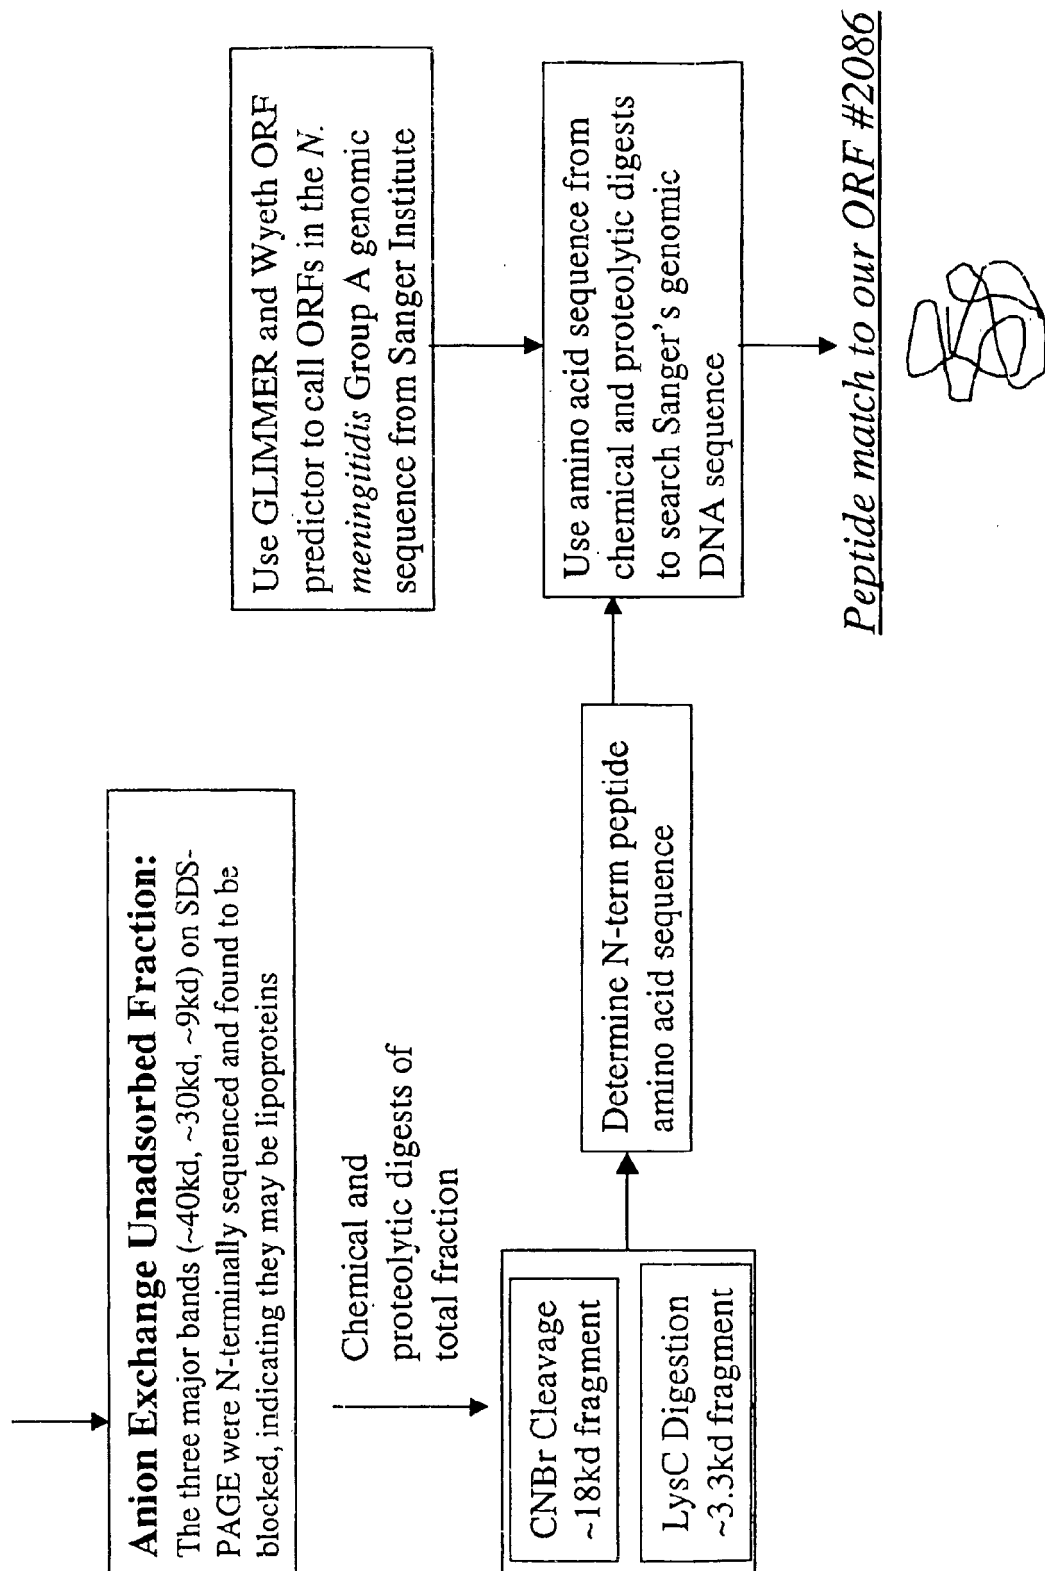 Anion Exchange Unadsorbed Fraction:
The three major bands (~40kd, ~30kd, ~9kd) on SDS-
PAGE were N-terminally sequenced and found to be
blocked, indicating they may be lipoproteins
Chemical and
proteolytic digests of
total fraction
CNBr Cleavage
~18kd fragment
LysC Digestion
~3.3kd fragment
Determine N-term peptide
amino acid sequence
Use GLIMMER and Wyeth ORF
predictor to call ORFs in the N.
meningitidis Group A genomic
sequence from Sanger Institute
Use amino acid sequence from
chemical and proteolytic digests
to search Sanger's genomic
DNA sequence
Peptide match to our ORF #2086